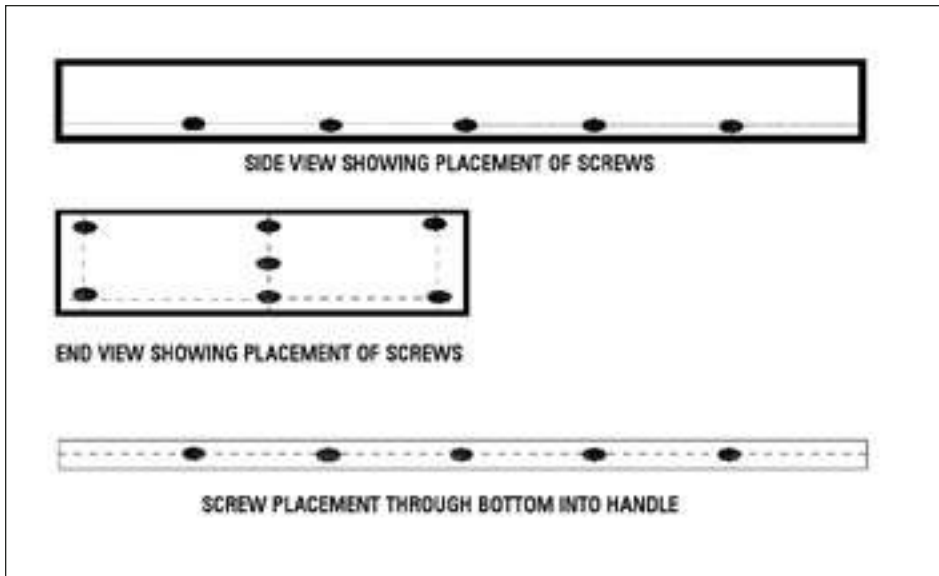 SIDE VIEW SHOWING PLACEMENT OF SCREWS
END VIEW SHOWING PLACEMENT OF SCREWS
SCREW PLACEMENT THROUGH BOTTOM INTO HANDLE